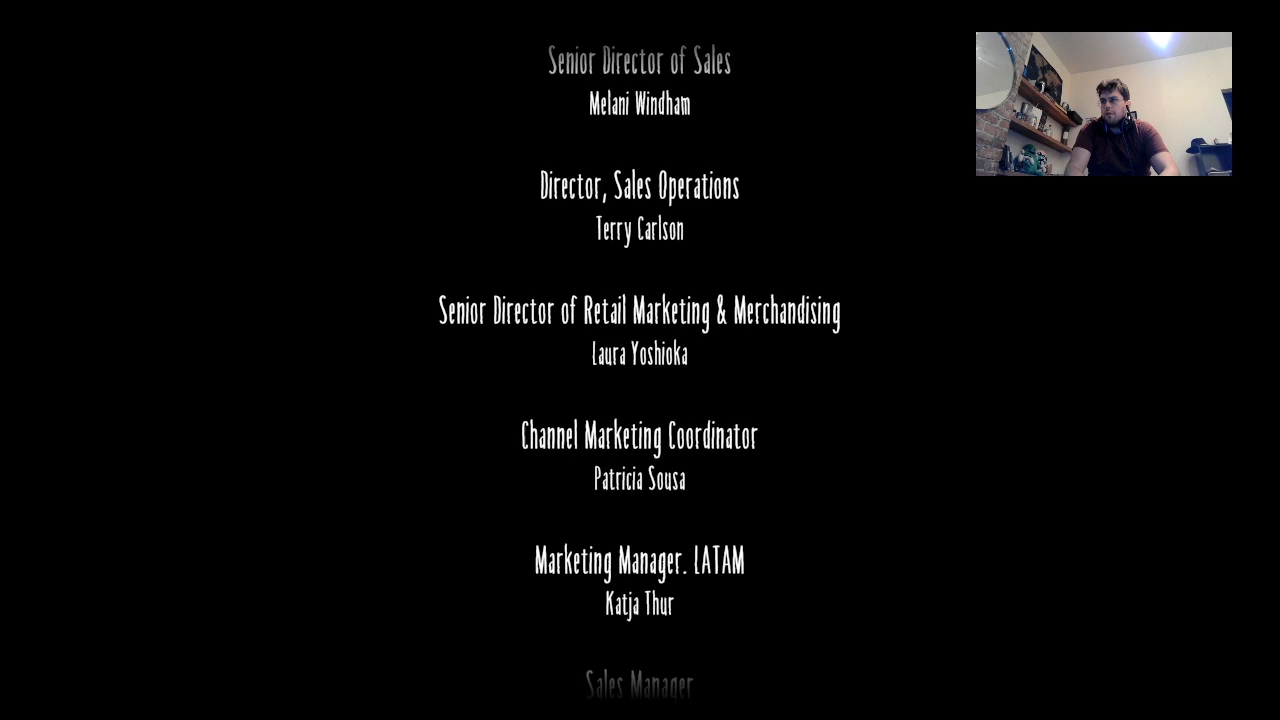 Senior Director of Sales
Melani Windham
Director, Sales Operations
Terry Carlson
Senior Director of Retail Marketing & Merchandising
Laura Yoshioka
Channel Marketing Coordinator
Patricia Sousa
Marketing Manager. LATAM
Katja Thur
Sales Manager